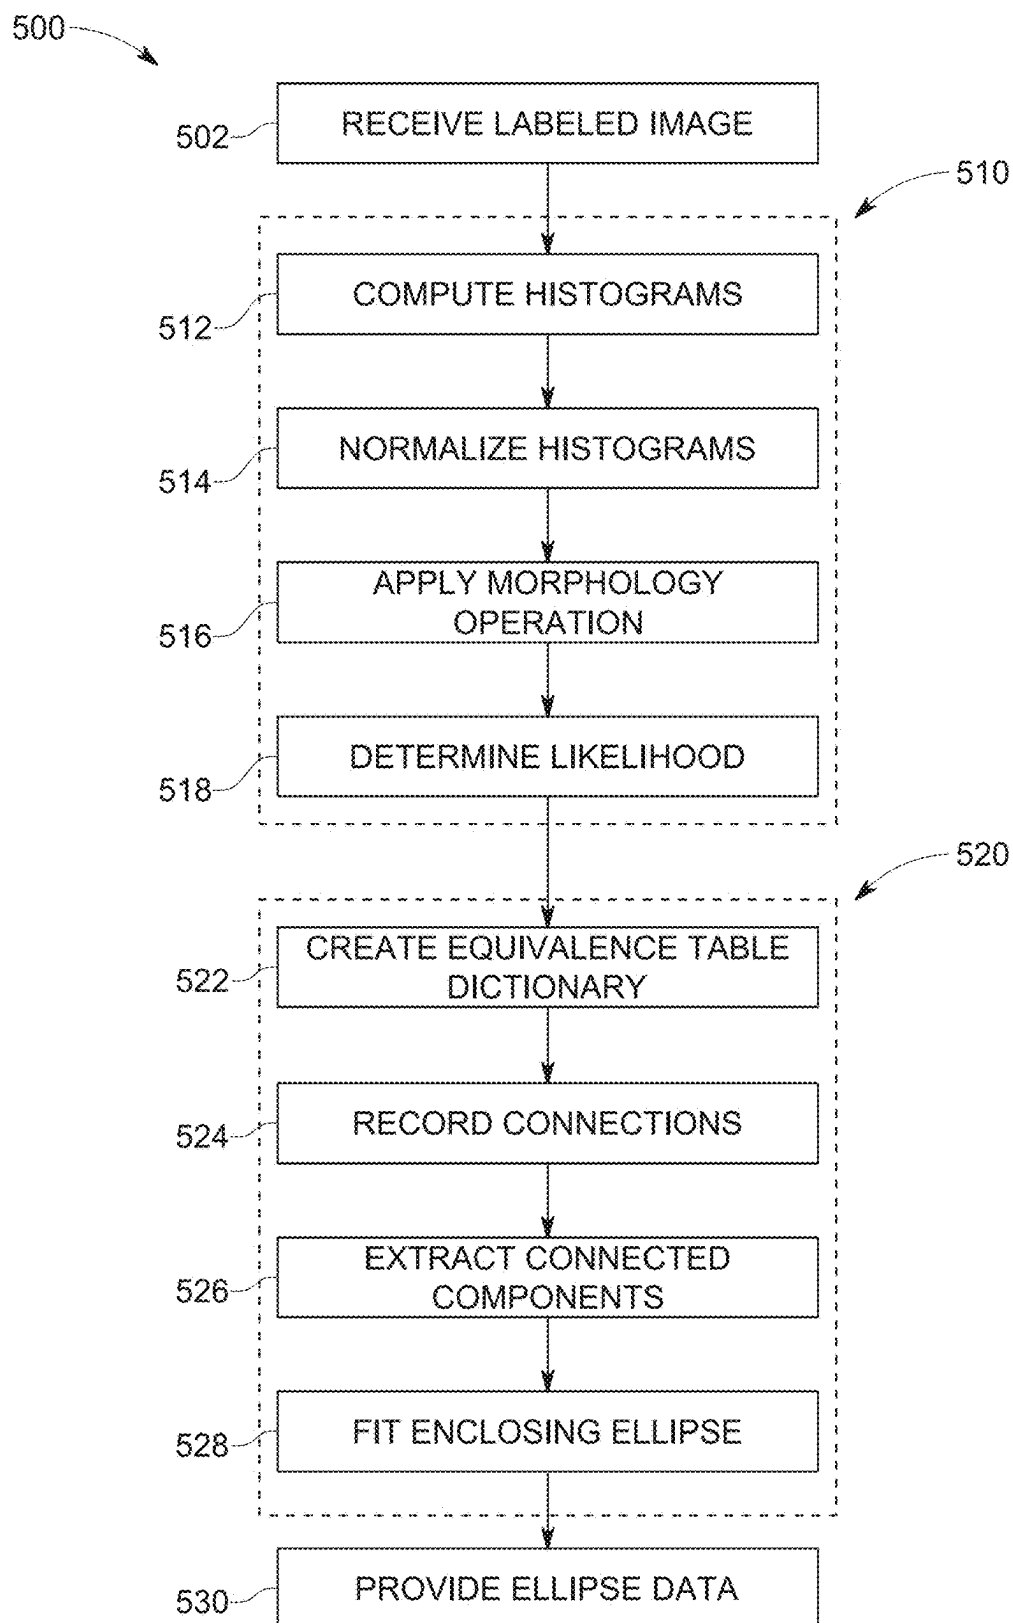 500
RECEIVE LABELED IMAGE
502
510
COMPUTE HISTOGRAMS
512
NORMALIZE HISTOGRAMS
514
APPLY MORPHOLOGY
OPERATION
516
DETERMINE LIKELIHOOD
518
520
CREATE EQUIVALENCE TABLE
DICTIONARY
522
RECORD CONNECTIONS
524
EXTRACT CONNECTED
COMPONENTS
526
FIT ENCLOSING ELLIPSE
528
PROVIDE ELLIPSE DATA
530